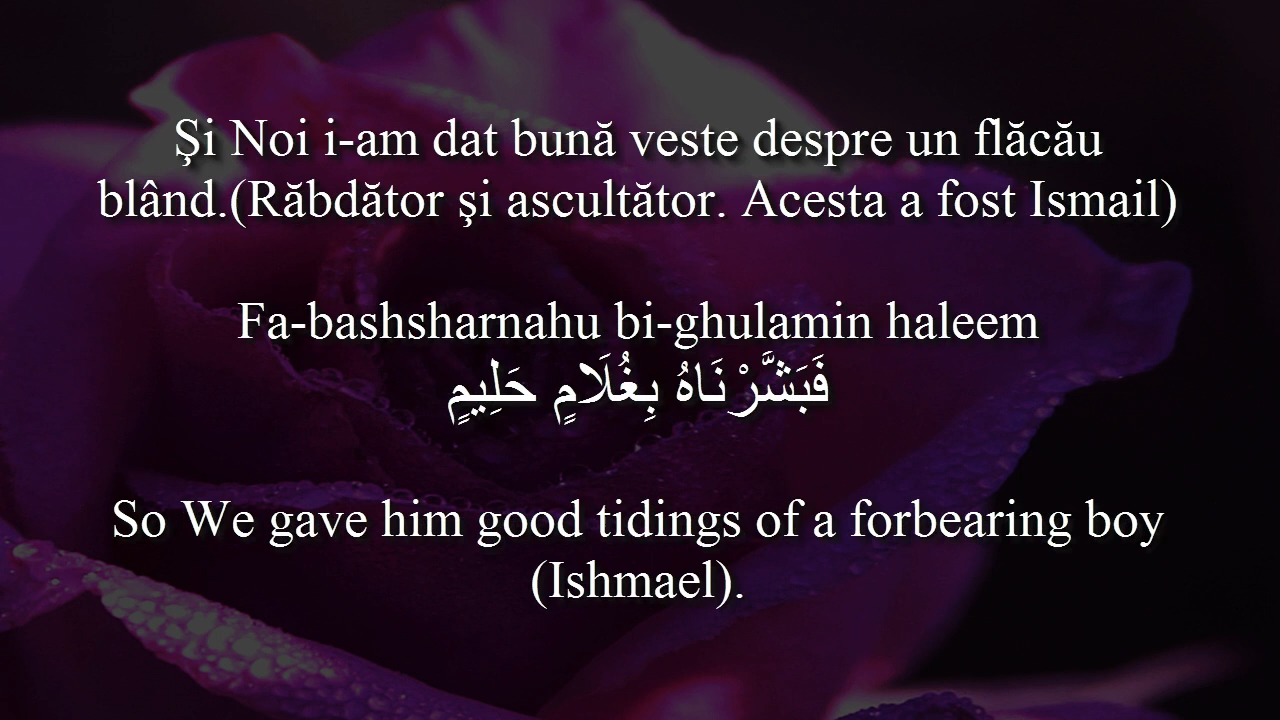 Şi Noi i-am dat bună veste despre un flăcău
blând.(Răbdător şi ascultător. Acesta a fost Ismail)
Fa-bashsharnahu bi-ghulamin haleem
فَبَشَّرْنَاهُ بِغُلَامٍ حَلِيمٍ
So We gave him good tidings of a forbearing boy
(Ishmael).